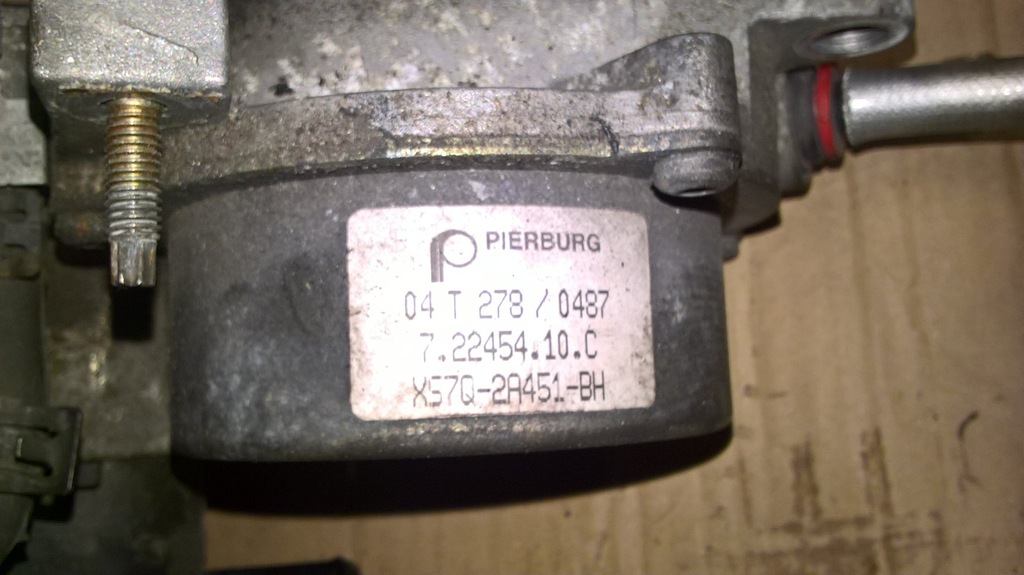 PIERBURG
04 T 278 / 0487
7.22454.10.C
XS7Q-2A451-BH